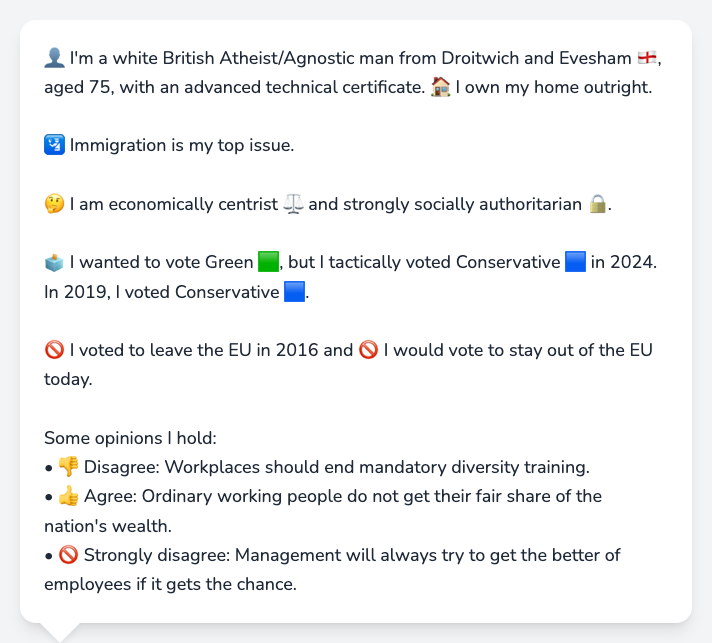 👤 I'm a white British Atheist/Agnostic man from Droitwich and Evesham 🏴󠁧󠁢󠁥󠁮󠁧󠁿,
aged 75, with an advanced technical certificate. 🏠 I own my home outright.
🛂 Immigration is my top issue.
🤔 I am economically centrist ⚖️ and strongly socially authoritarian 🔒.
🗳️ I wanted to vote Green 🟩, but I tactically voted Conservative 🟦 in 2024.
In 2019, I voted Conservative 🟦.
🚫 I voted to leave the EU in 2016 and 🚫 I would vote to stay out of the EU
today.
Some opinions I hold:
• 👎 Disagree: Workplaces should end mandatory diversity training.
• 👍 Agree: Ordinary working people do not get their fair share of the
nation's wealth.
• 🚫 Strongly disagree: Management will always try to get the better of
employees if it gets the chance.